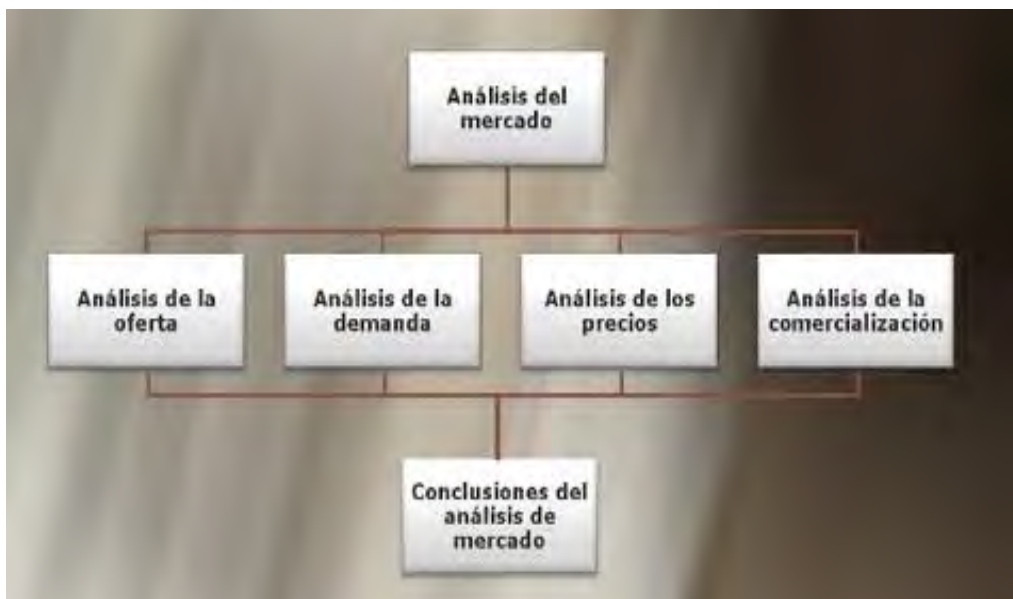 Análisis del
mercado
Análisis de la
oferta
Análisis de la
demanda
Análisis de los
precios
Análisis de la
comercialización
Conclusiones del
análisis de
mercado